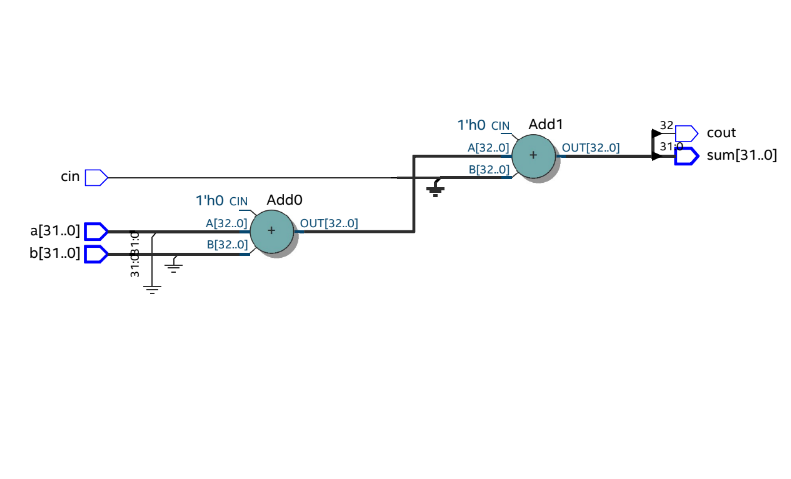 1'h0 CIN Add1
32 cout
A[32..0] OUT[32..0] 31:0 sum[31..0]
cin B[32..0]
1'h0 CIN Add0
a[31..0] A[32..0] OUT[32..0]
31:0
b[31..0] B[32..0]
31:0